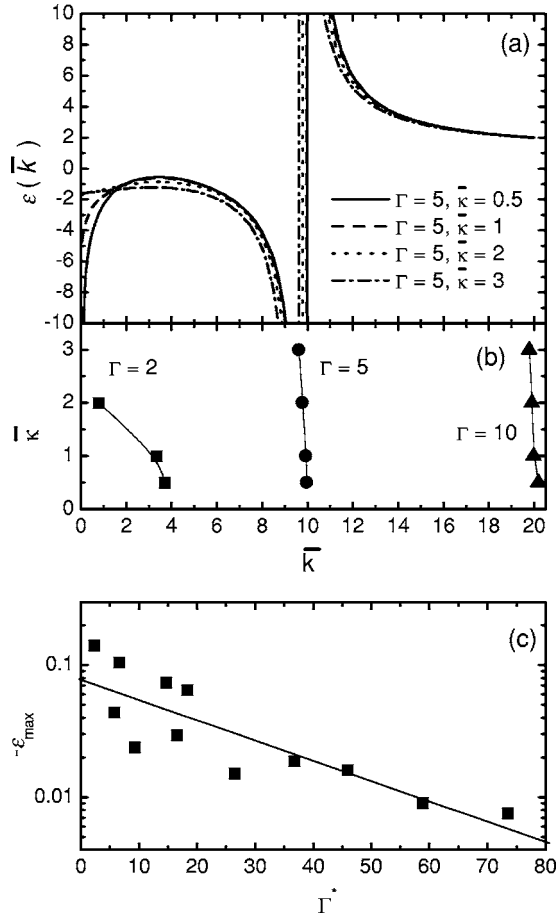 10
8
6
4
2
0
-2
-4
-6
-8
-10
ε(k̄)
(a)
Γ = 5, κ̄ = 0.5
Γ = 5, κ̄ = 1
Γ = 5, κ̄ = 2
Γ = 5, κ̄ = 3
3
2
1
0
κ̄
Γ = 2
Γ = 5
(b)
Γ = 10
0 2 4 6 8 10 12 14 16 18 20
k̄
0.1
0.01
-ε_max
(c)
0 10 20 30 40 50 60 70 80
Γ*